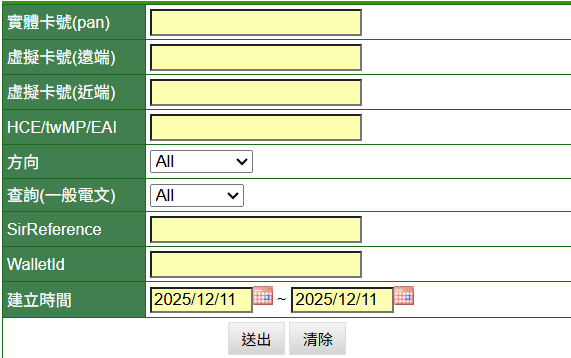 實體卡號(pan)
虛擬卡號(遠端)
虛擬卡號(近端)
HCE/twMP/EAI
方向 All
查詢(一般電文) All
SirReference
WalletId
建立時間 2025/12/11 ~ 2025/12/11
送出 清除